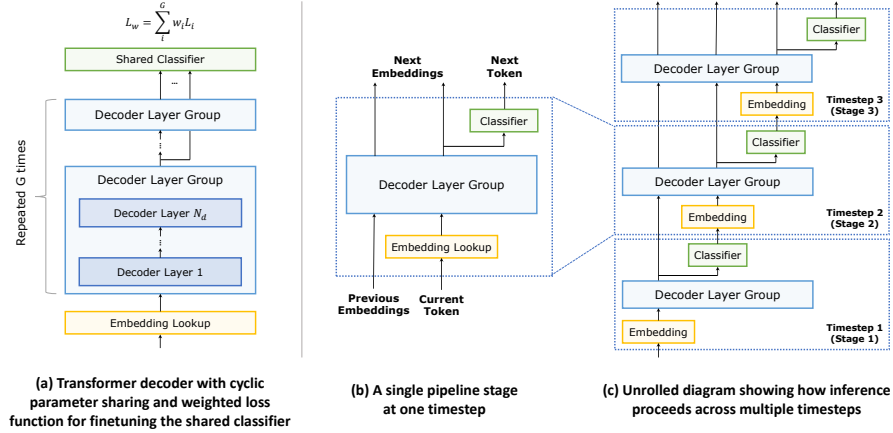 L_w = \sum_i^G w_i L_i
Shared Classifier
...
Decoder Layer Group
...
Decoder Layer Group
Decoder Layer N_d
...
Decoder Layer 1
Embedding Lookup
Repeated G times
(a) Transformer decoder with cyclic
parameter sharing and weighted loss
function for finetuning the shared classifier
Next
Embeddings
Next
Token
Classifier
Decoder Layer Group
Embedding Lookup
Previous
Embeddings
Current
Token
(b) A single pipeline stage
at one timestep
Classifier
Decoder Layer Group
Embedding
Timestep 3
(Stage 3)
Classifier
Decoder Layer Group
Embedding
Timestep 2
(Stage 2)
Classifier
Decoder Layer Group
Embedding
Timestep 1
(Stage 1)
(c) Unrolled diagram showing how inference
proceeds across multiple timesteps